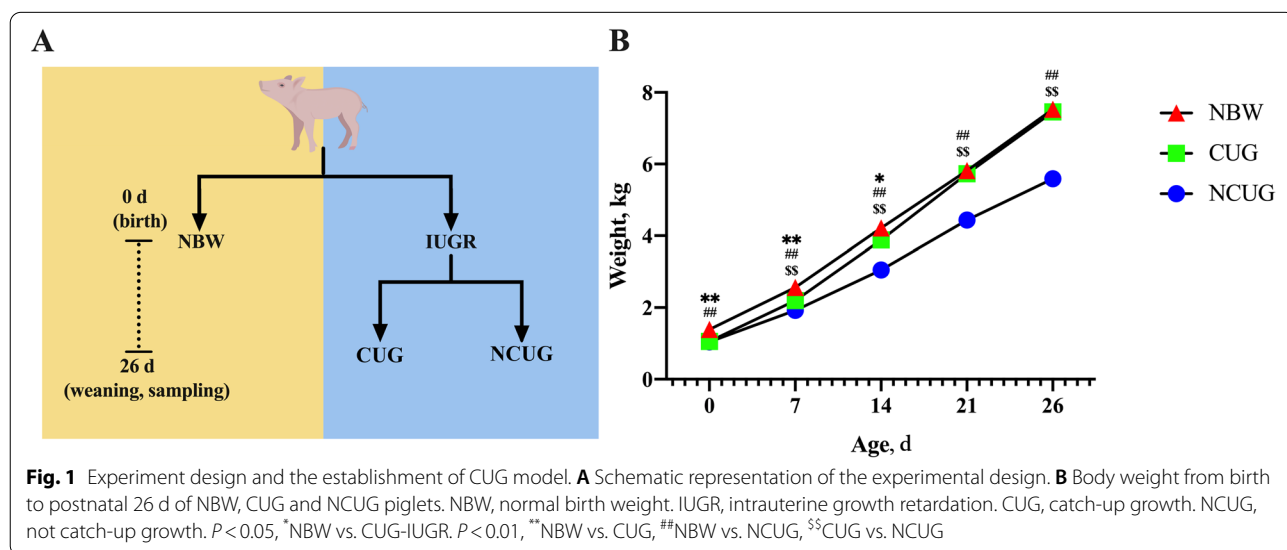 A
0 d
(birth)
NBW
IUGR
CUG
NCUG
26 d
(weaning, sampling)
B
Weight, kg
8
6
4
2
0
**
##
**
##
$$
*
##
$$
##
$$
##
$$
0
7
14
21
26
Age, d
NBW
CUG
NCUG
Fig. 1 Experiment design and the establishment of CUG model. A Schematic representation of the experimental design. B Body weight from birth
to postnatal 26 d of NBW, CUG and NCUG piglets. NBW, normal birth weight. IUGR, intrauterine growth retardation. CUG, catch-up growth. NCUG,
not catch-up growth. P < 0.05, *NBW vs. CUG-IUGR. P < 0.01, **NBW vs. CUG, ##NBW vs. NCUG, $$CUG vs. NCUG